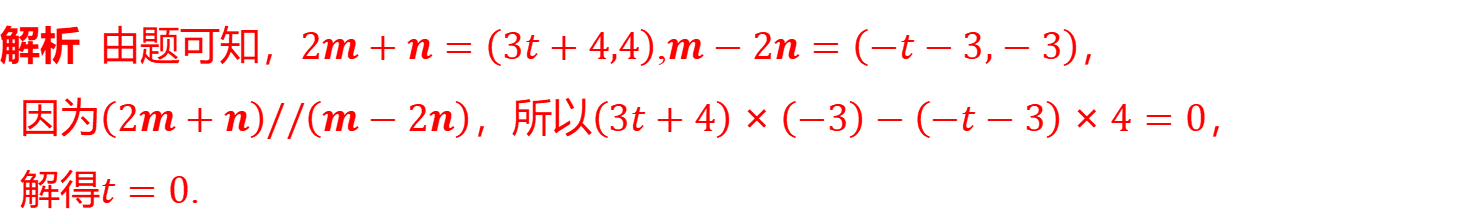 解析 由题可知，2m + n = (3t + 4,4),m − 2n = (−t − 3, − 3)，
因为(2m + n)//(m − 2n)，所以(3t + 4) × (−3) − (−t − 3) × 4 = 0，
解得t = 0.